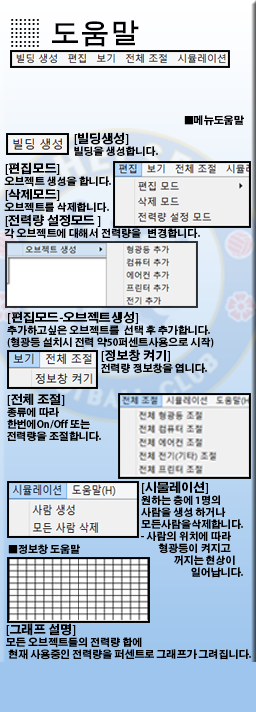 도움말
빌딩 생성 편집 보기 전체 조절 시뮬레이션
■메뉴도움말
빌딩 생성
[빌딩생성]
빌딩을 생성합니다.
[편집모드]
오브젝트 생성을 합니다.
[삭제모드]
오브젝트를 삭제합니다.
[전력량 설정모드 ]
각 오브젝트에 대해서 전력량을 변경합니다.
편집 보기 전체 조절 시뮬레
편집 모드
삭제 모드
전력량 설정 모드
오브젝트 생성
형광등 추가
컴퓨터 추가
에어컨 추가
프린터 추가
전기 추가
[편집모드-오브젝트생성]
추가하고싶은 오브젝트를 선택 후 추가합니다.
(형광등 설치시 전력 약50퍼센트사용으로 시작)
보기 전체 조절
정보창 켜기
[정보창 켜기]
전력량 정보창을 엽니다.
[전체 조절]
종류에 따라
한번에On/Off 또는
전력량을 조절합니다.
전체 조절 시뮬레이션 도움말(H)
전체 형광등 조절
전체 컴퓨터 조절
전체 에어컨 조절
전체 전기(기타) 조절
전체 프린터 조절
시뮬레이션 도움말(H)
사람 생성
모든 사람 삭제
[시물레이션]
원하는 층에 1명의
사람을 생성 하거나
모든사람을삭제합니다.
- 사람의 위치에 따라
형광등이 켜지고
꺼지는 현상이
일어납니다.
■정보창 도움말
[그래프 설명]
모든 오브젝트들의 전력량 합에
현재 사용중인 전력량을 퍼센트로 그래프가 그려집니다.